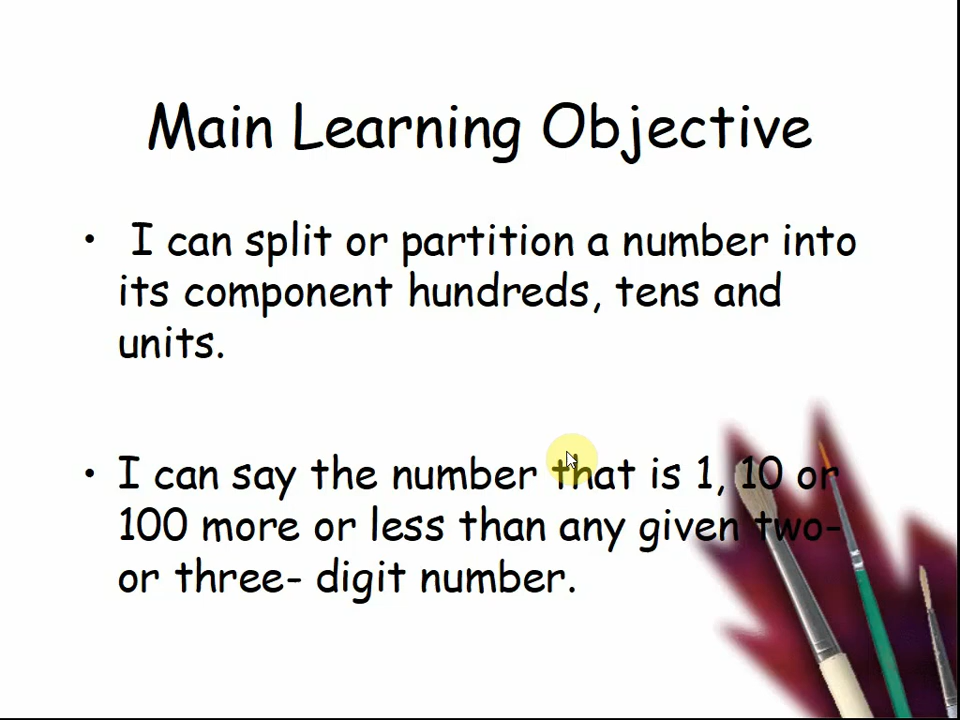 Main Learning Objective
• I can split or partition a number into
its component hundreds, tens and
units.
• I can say the number that is 1, 10 or
100 more or less than any given two-
or three- digit number.